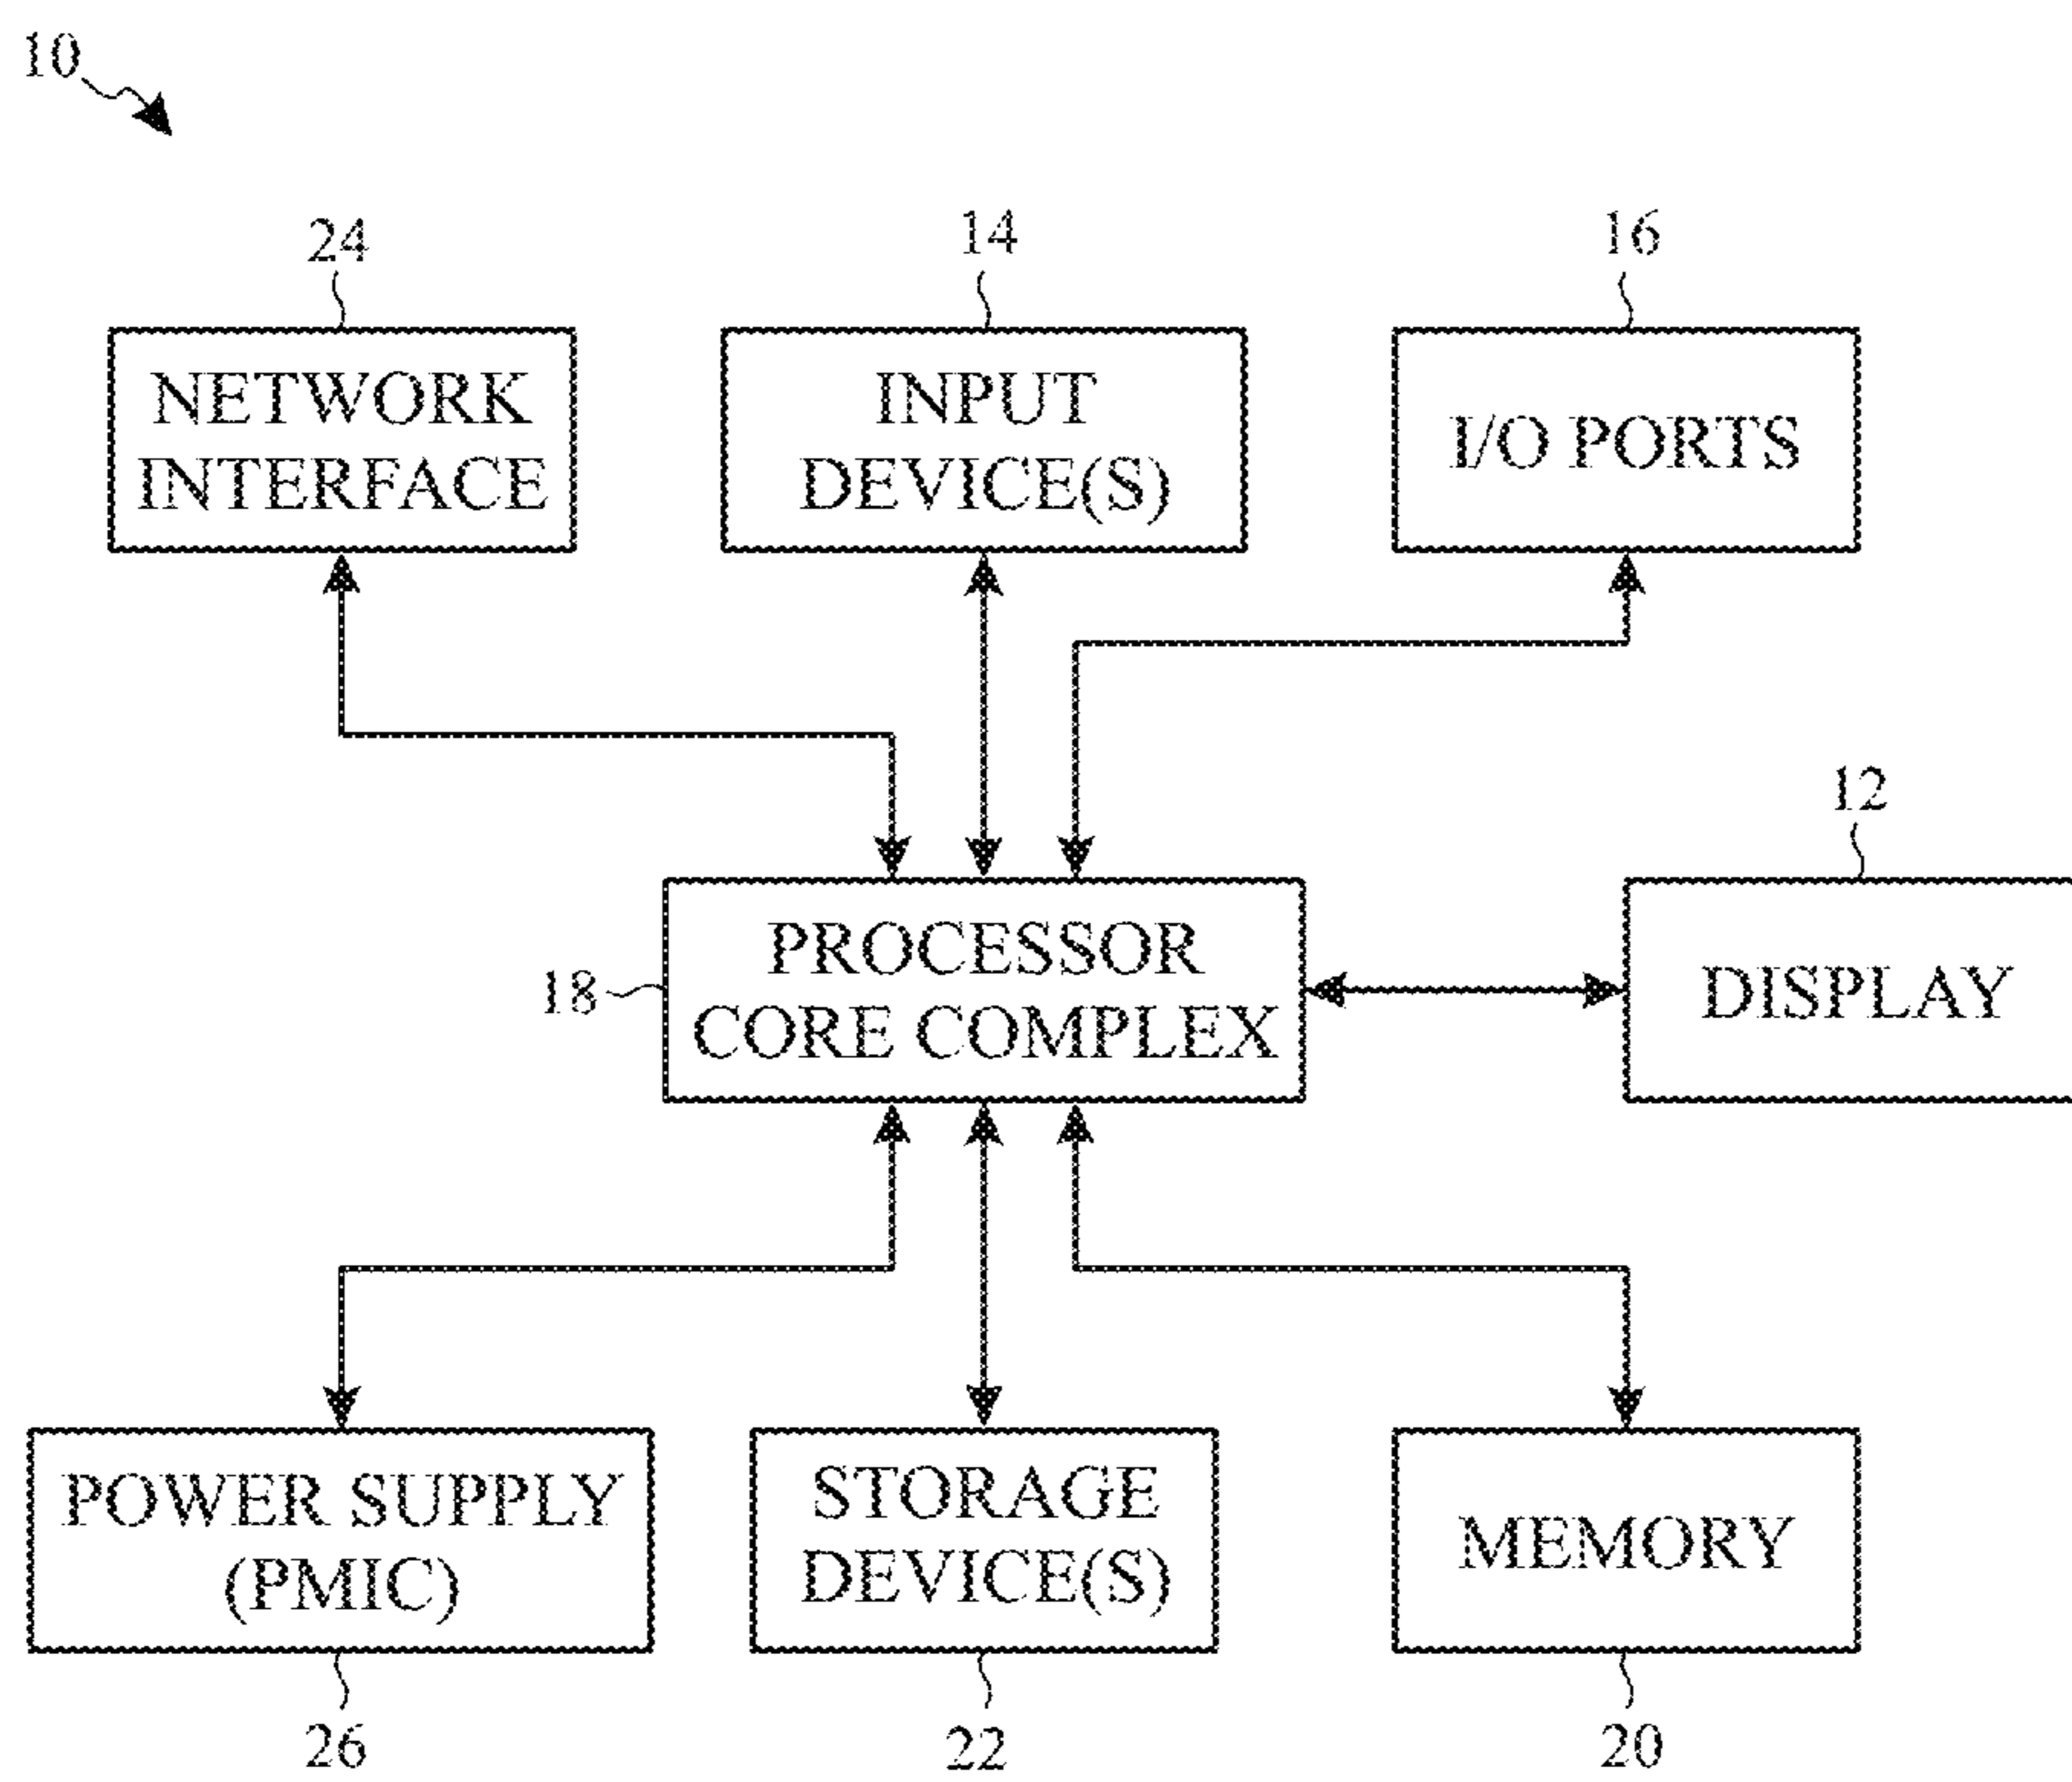 10
24
14
16
NETWORK
INTERFACE
INPUT
DEVICE(S)
I/O PORTS
12
18
PROCESSOR
CORE COMPLEX
DISPLAY
POWER SUPPLY
(PMIC)
STORAGE
DEVICE(S)
MEMORY
26
22
20